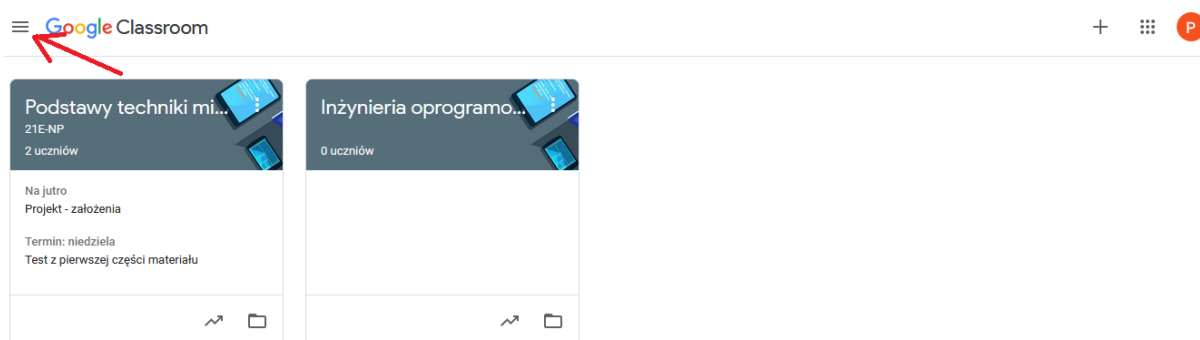 Google Classroom
P
Podstawy techniki mi...
21E-NP
2 uczniów
Na jutro
Projekt - założenia
Termin: niedziela
Test z pierwszej części materiału
Inżynieria oprogramo...
0 uczniów